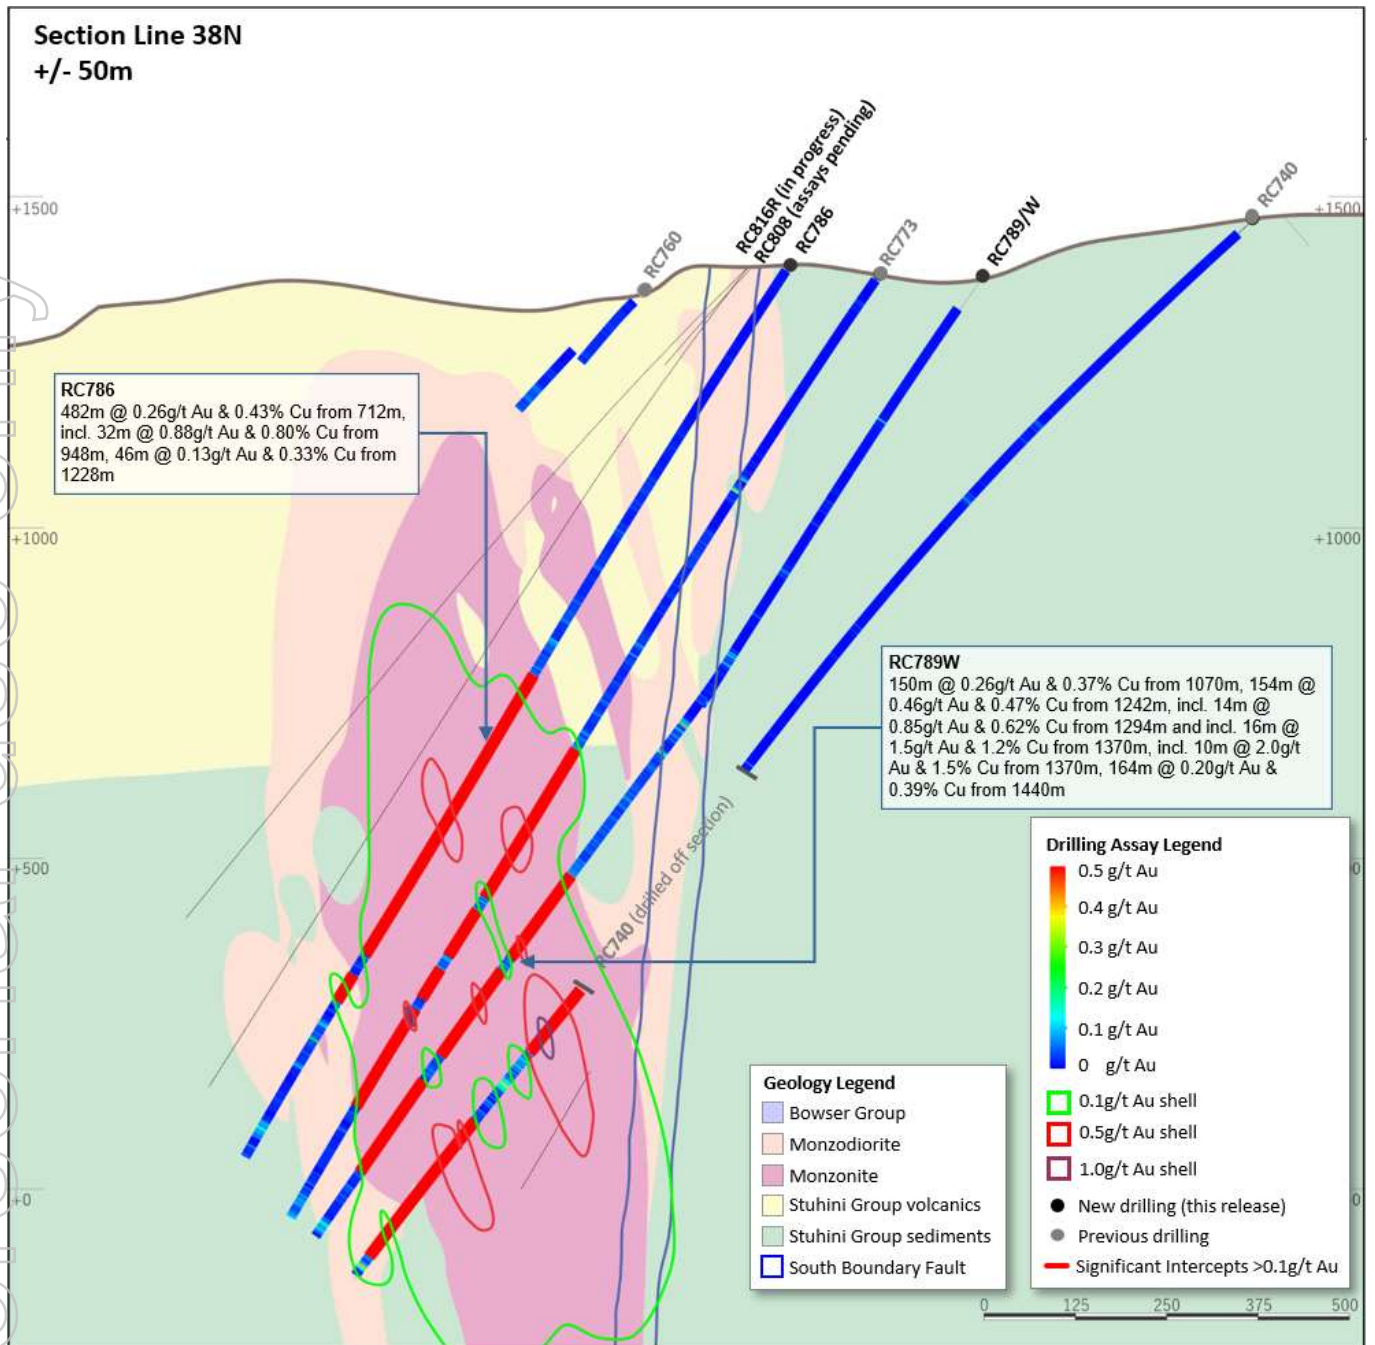 Section Line 38N
+/- 50m
RC760
RC816R (in progress)
RC808 (assays pending)
RC786
RC773
RC789/W
RC740
+1500
+1500
RC786
482m @ 0.26g/t Au & 0.43% Cu from 712m,
incl. 32m @ 0.88g/t Au & 0.80% Cu from
948m, 46m @ 0.13g/t Au & 0.33% Cu from
1228m
+1000
+1000
RC789W
150m @ 0.26g/t Au & 0.37% Cu from 1070m, 154m @
0.46g/t Au & 0.47% Cu from 1242m, incl. 14m @
0.85g/t Au & 0.62% Cu from 1294m and incl. 16m @
1.5g/t Au & 1.2% Cu from 1370m, incl. 10m @ 2.0g/t
Au & 1.5% Cu from 1370m, 164m @ 0.20g/t Au &
0.39% Cu from 1440m
RC740 (drilled off section)
+500
0
Drilling Assay Legend
0.5 g/t Au
0.4 g/t Au
0.3 g/t Au
0.2 g/t Au
0.1 g/t Au
0 g/t Au
0.1g/t Au shell
0.5g/t Au shell
1.0g/t Au shell
New drilling (this release)
Previous drilling
Significant Intercepts >0.1g/t Au
Geology Legend
Bowser Group
Monzodiorite
Monzonite
Stuhini Group volcanics
Stuhini Group sediments
South Boundary Fault
+0
0
0 125 250 375 500